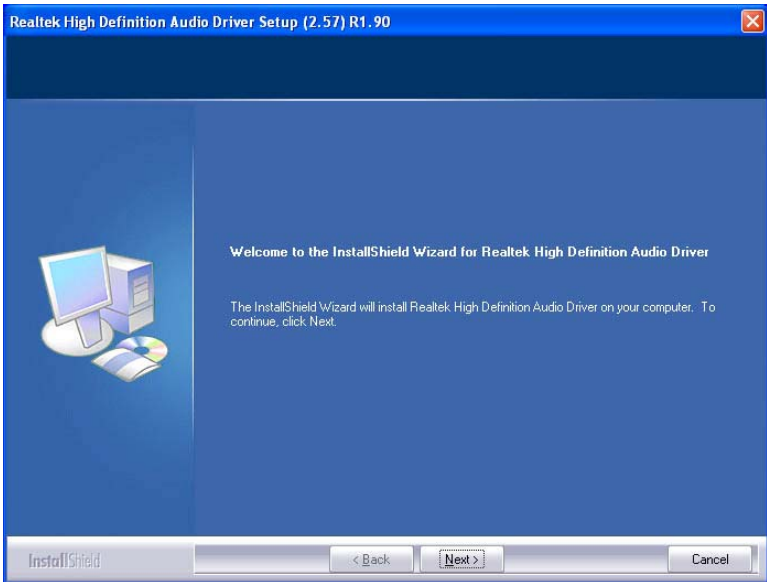 Realtek High Definition Audio Driver Setup (2.57) R1.90
Welcome to the InstallShield Wizard for Realtek High Definition Audio Driver
The InstallShield Wizard will install Realtek High Definition Audio Driver on your computer. To
continue, click Next.
InstallShield
< Back
Next >
Cancel